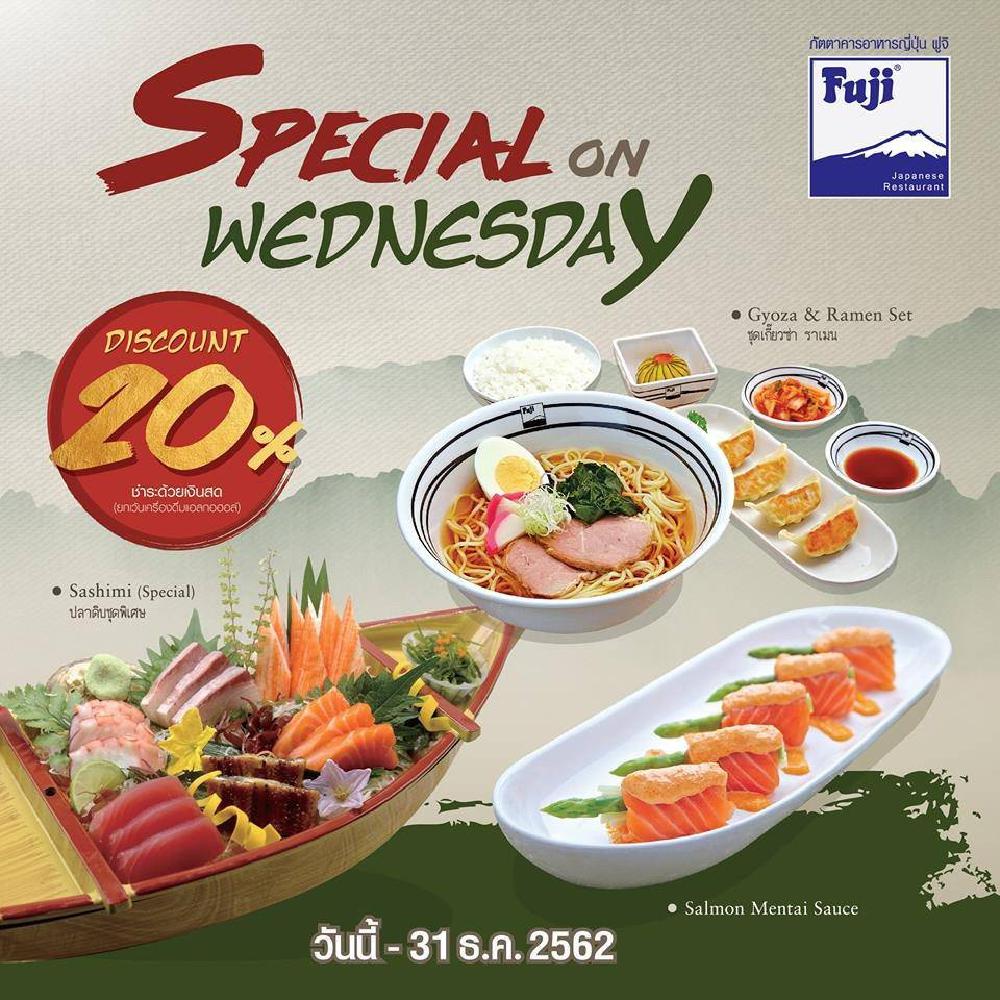 SPECIAL ON
WEDNESDAY
ภัตตาคารอาหารญี่ปุ่น ฟูจิ
Fuji®
Japanese
Restaurant
DISCOUNT
20%
ชำระด้วยเงินสด
(ยกเว้นเครื่องดื่มแอลกอฮอล์)
• Gyoza & Ramen Set
ชุดเกี๊ยวซ่า ราเมน
Fuji
Fuji
• Sashimi (Special)
ปลาดิบชุดพิเศษ
• Salmon Mentai Sauce
วันนี้ - 31 ธ.ค. 2562